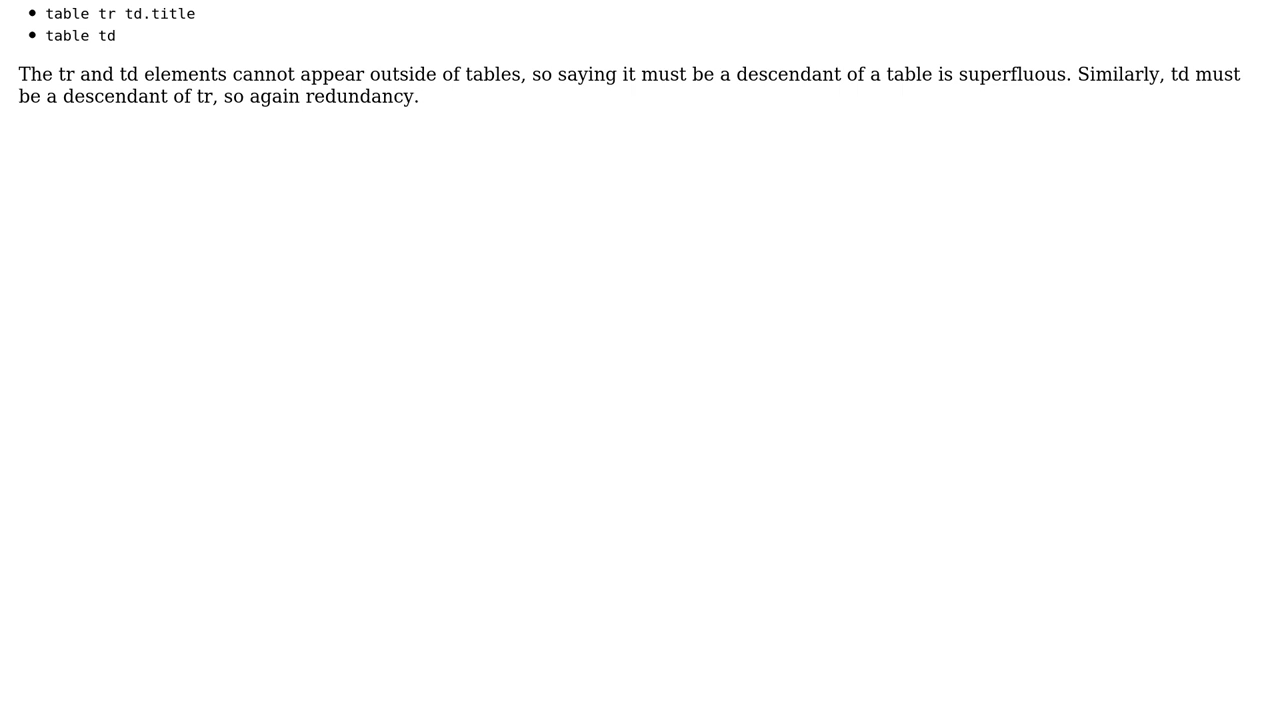 table tr td.title
table td
The tr and td elements cannot appear outside of tables, so saying it must be a descendant of a table is superfluous. Similarly, td must
be a descendant of tr, so again redundancy.